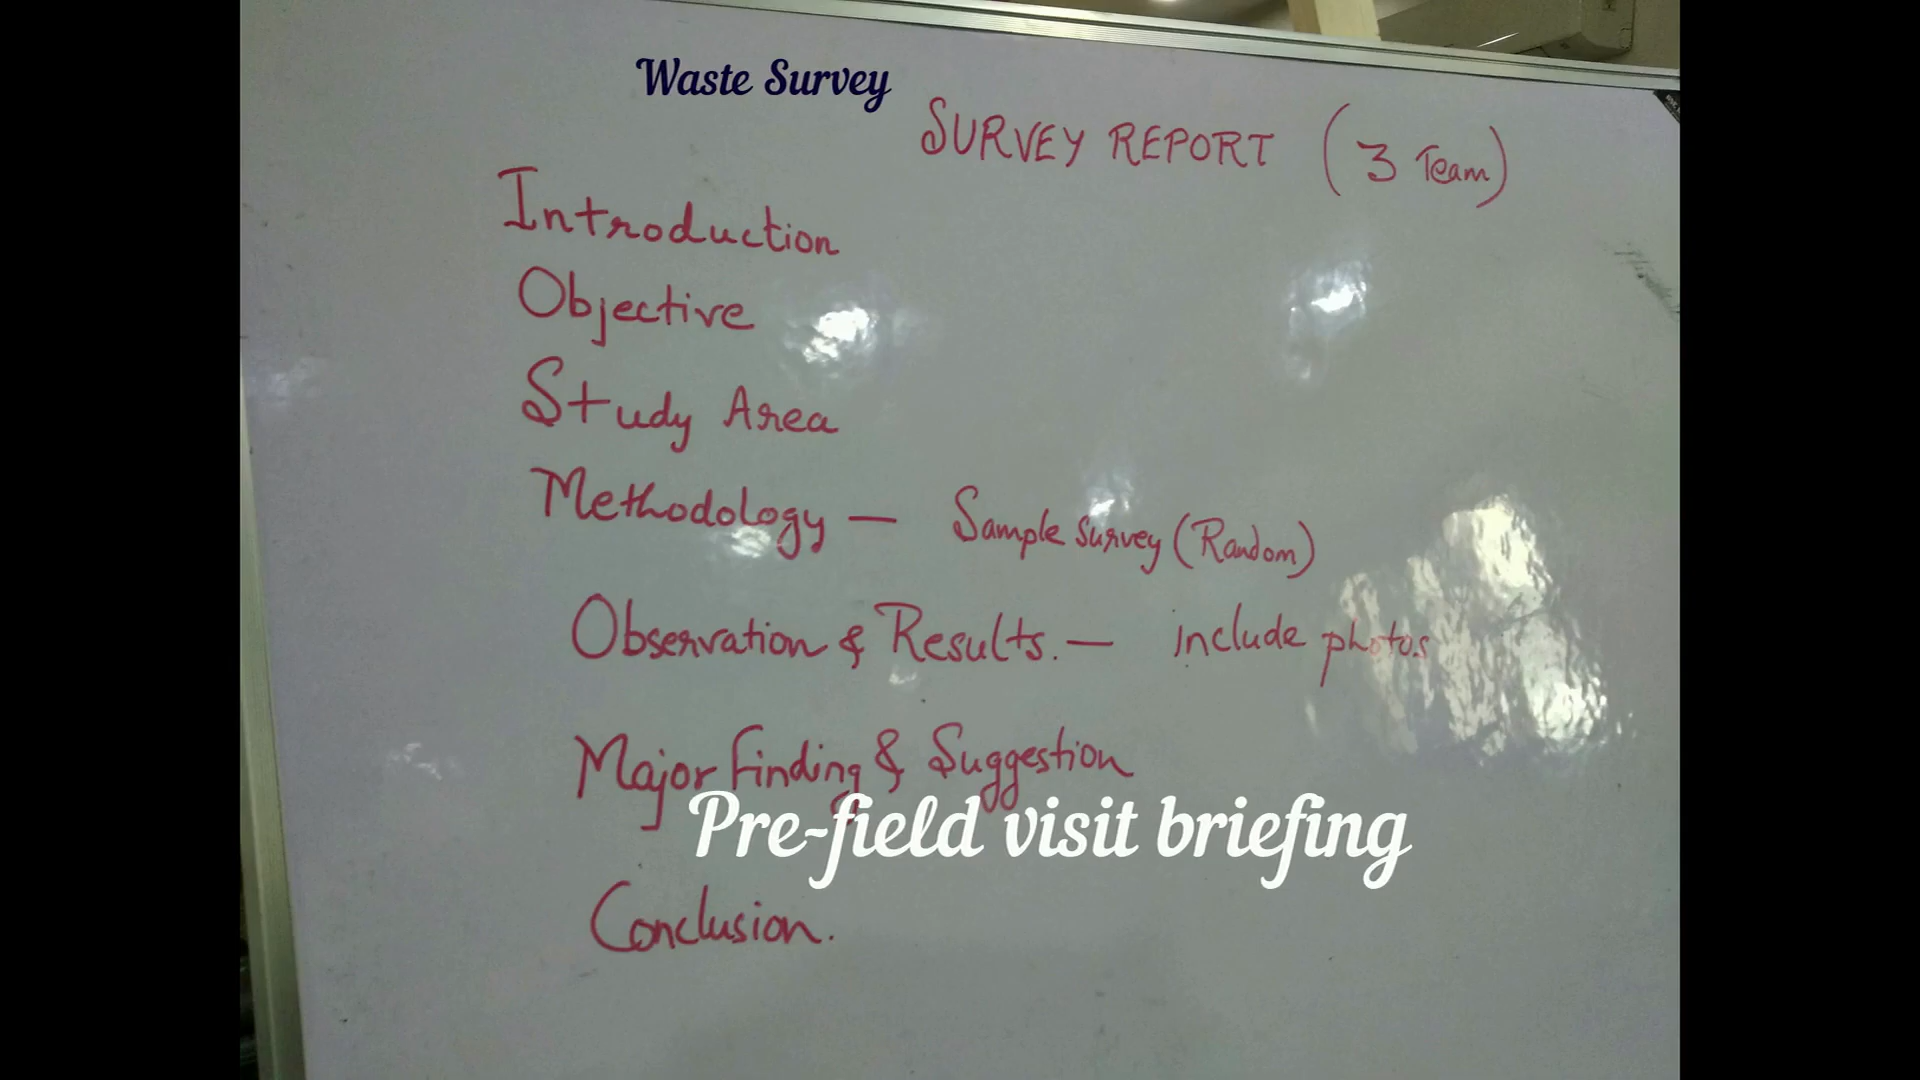 Waste Survey
SURVEY REPORT (3 Team)
Introduction
Objective
Study Area
Methodology — Sample Survey (Random)
Observation & Results. — include photos
Major finding & Suggestion
Pre-field visit briefing
Conclusion.